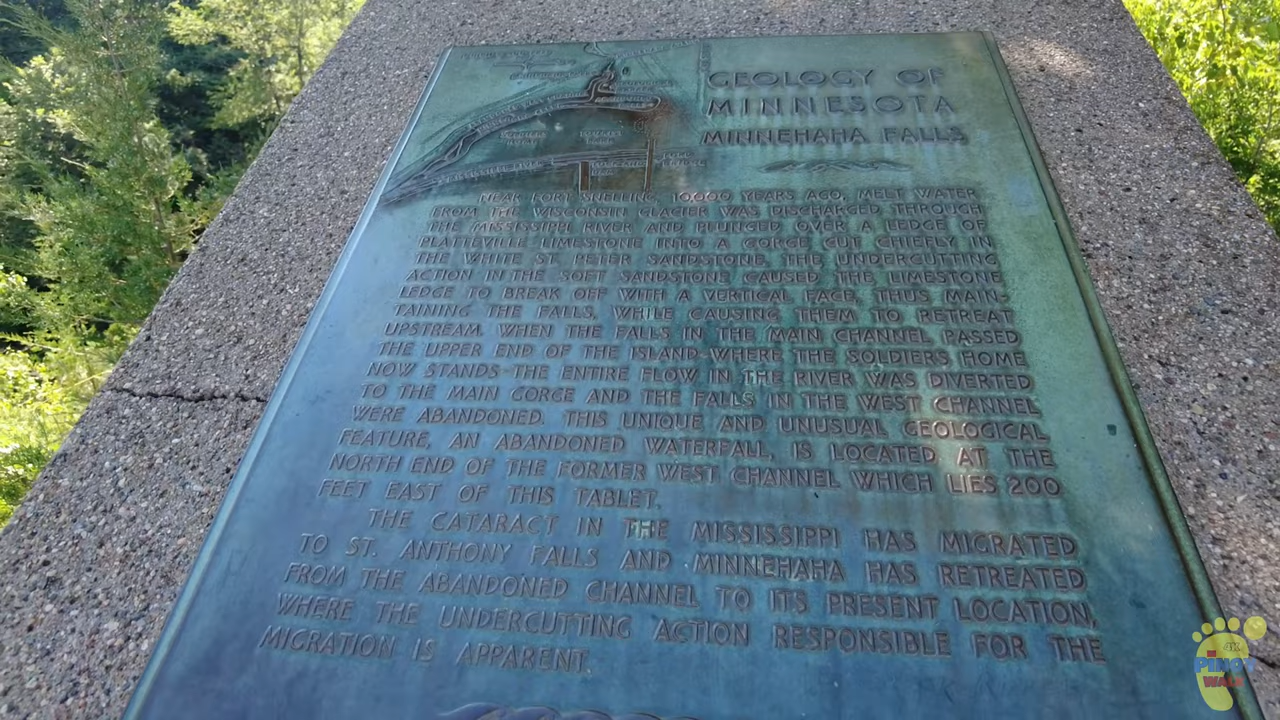 GEOLOGY OF
MINNESOTA
MINNEHAHA FALLS
NEAR FORT SNELLING, 10,000 YEARS AGO, MELT WATER
FROM THE WISCONSIN GLACIER WAS DISCHARGED THROUGH
THE MISSISSIPPI RIVER AND PLUNGED OVER A LEDGE OF
PLATTEVILLE LIMESTONE INTO A GORGE CUT CHIEFLY IN
THE WHITE ST. PETER SANDSTONE. THE UNDERCUTTING
ACTION IN THE SOFT SANDSTONE CAUSED THE LIMESTONE
LEDGE TO BREAK OFF WITH A VERTICAL FACE, THUS MAIN-
TAINING THE FALLS, WHILE CAUSING THEM TO RETREAT
UPSTREAM. WHEN THE FALLS IN THE MAIN CHANNEL PASSED
THE UPPER END OF THE ISLAND-WHERE THE SOLDIERS HOME
NOW STANDS-THE ENTIRE FLOW IN THE RIVER WAS DIVERTED
TO THE MAIN GORGE AND THE FALLS IN THE WEST CHANNEL
WERE ABANDONED. THIS UNIQUE AND UNUSUAL GEOLOGICAL
FEATURE, AN ABANDONED WATERFALL, IS LOCATED AT THE
NORTH END OF THE FORMER WEST CHANNEL WHICH LIES 200
FEET EAST OF THIS TABLET.
THE CATARACT IN THE MISSISSIPPI HAS MIGRATED
TO ST. ANTHONY FALLS AND MINNEHAHA HAS RETREATED
FROM THE ABANDONED CHANNEL TO ITS PRESENT LOCATION,
WHERE THE UNDERCUTTING ACTION RESPONSIBLE FOR THE
MIGRATION IS APPARENT.
4K
PINOY
WALK